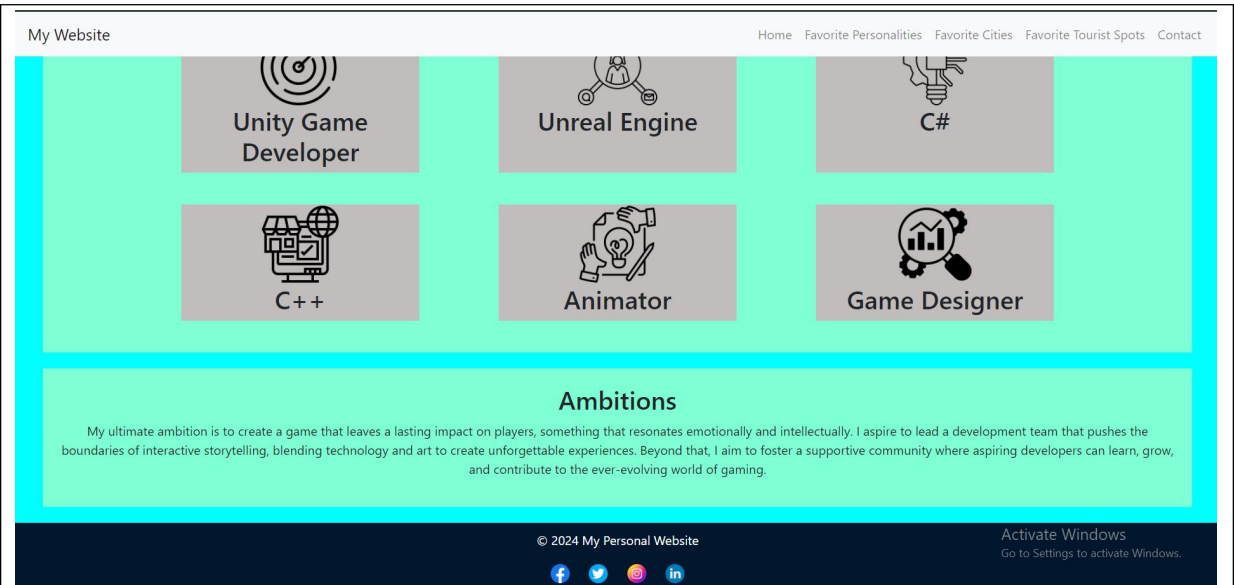 My Website
Home Favorite Personalities Favorite Cities Favorite Tourist Spots Contact
Unity Game
Developer
Unreal Engine
C#
C++
Animator
Game Designer
Ambitions
My ultimate ambition is to create a game that leaves a lasting impact on players, something that resonates emotionally and intellectually. I aspire to lead a development team that pushes the
boundaries of interactive storytelling, blending technology and art to create unforgettable experiences. Beyond that, I aim to foster a supportive community where aspiring developers can learn, grow,
and contribute to the ever-evolving world of gaming.
© 2024 My Personal Website
Activate Windows
Go to Settings to activate Windows.
in